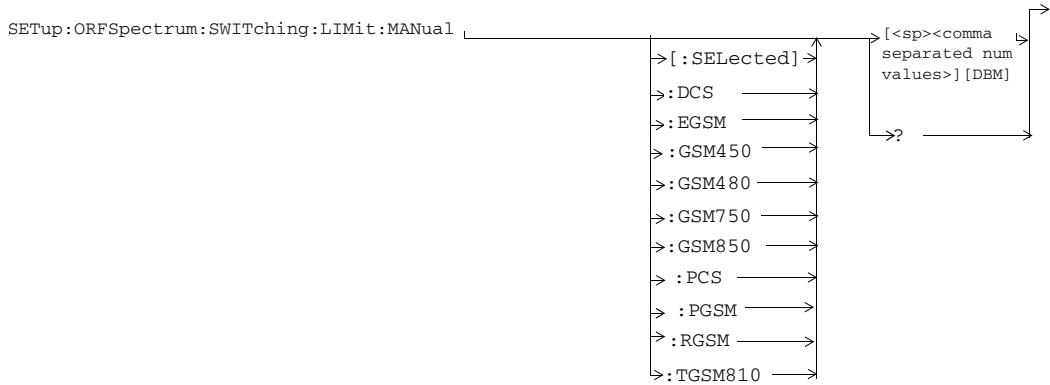 SETup:ORFSpectrum:SWITching:LIMit:MANual
[<sp><comma
separated num
values>][DBM]
[:SELected]
:DCS
?
:EGSM
:GSM450
:GSM480
:GSM750
:GSM850
:PCS
:PGSM
:RGSM
:TGSM810